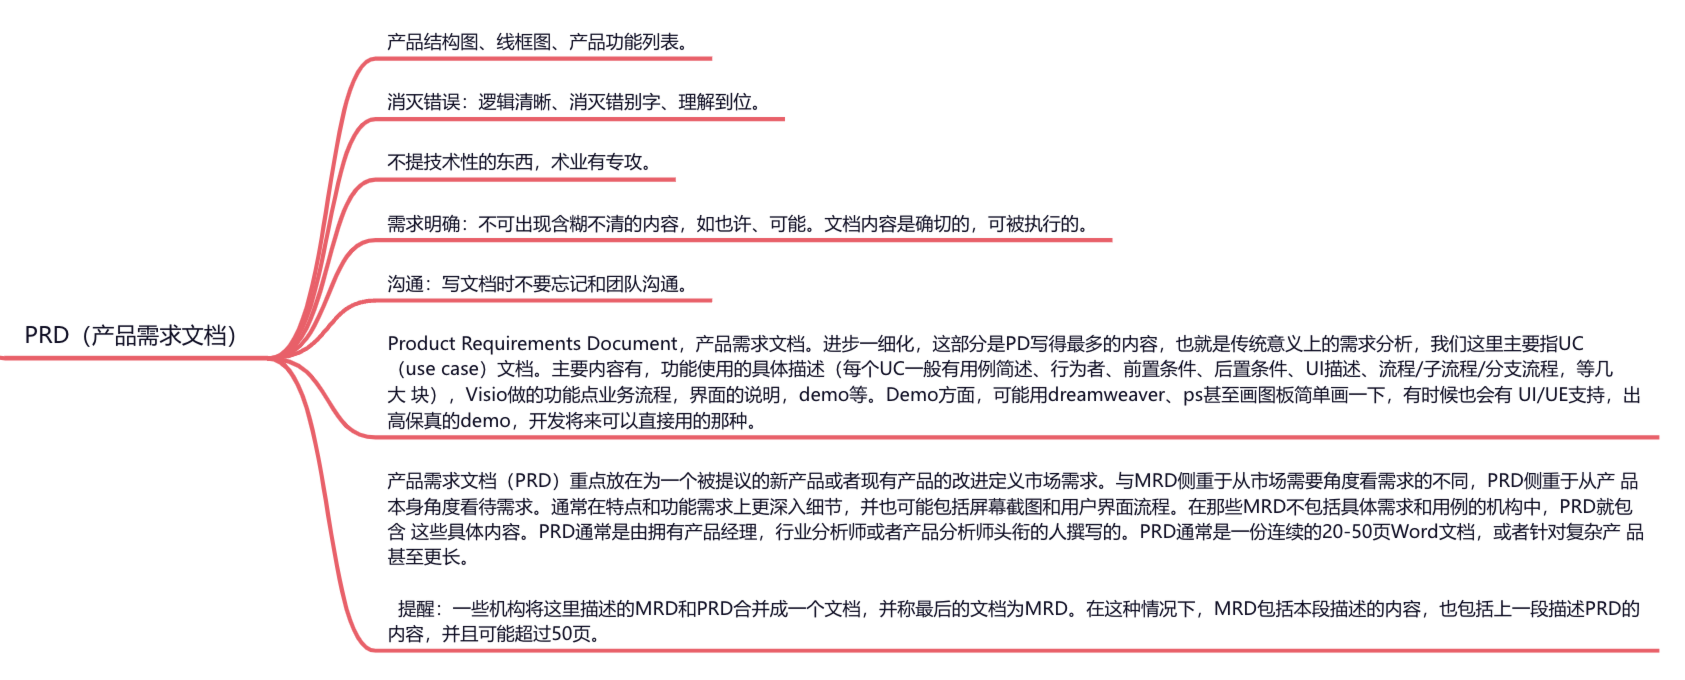 产品结构图、线框图、产品功能列表。
消灭错误：逻辑清晰、消灭错别字、理解到位。
不提技术性的东西，术业有专攻。
需求明确：不可出现含糊不清的内容，如也许、可能。文档内容是确切的，可被执行的。
沟通：写文档时不要忘记和团队沟通。
PRD（产品需求文档）
Product Requirements Document，产品需求文档。进步一细化，这部分是PD写得最多的内容，也就是传统意义上的需求分析，我们这里主要指UC
（use case）文档。主要内容有，功能使用的具体描述（每个UC一般有用例简述、行为者、前置条件、后置条件、UI描述、流程/子流程/分支流程，等几
大 块），Visio做的功能点业务流程，界面的说明，demo等。Demo方面，可能用dreamweaver、ps甚至画图板简单画一下，有时候也会有 UI/UE支持，出
高保真的demo，开发将来可以直接用的那种。
产品需求文档（PRD）重点放在为一个被提议的新产品或者现有产品的改进定义市场需求。与MRD侧重于从市场需要角度看需求的不同，PRD侧重于从产 品
本身角度看待需求。通常在特点和功能需求上更深入细节，并也可能包括屏幕截图和用户界面流程。在那些MRD不包括具体需求和用例的机构中，PRD就包
含 这些具体内容。PRD通常是由拥有产品经理，行业分析师或者产品分析师头衔的人撰写的。PRD通常是一份连续的20-50页Word文档，或者针对复杂产 品
甚至更长。
提醒：一些机构将这里描述的MRD和PRD合并成一个文档，并称最后的文档为MRD。在这种情况下，MRD包括本段描述的内容，也包括上一段描述PRD的
内容，并且可能超过50页。